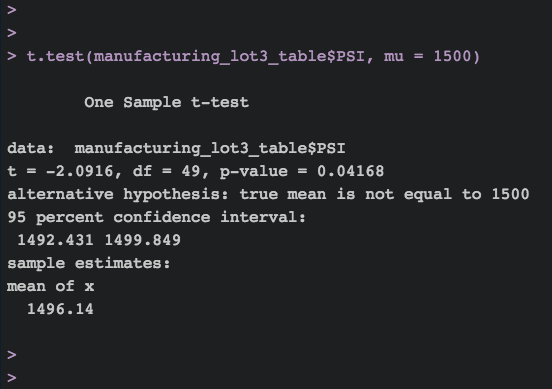 >
>
> t.test(manufacturing_lot3_table$PSI, mu = 1500)
One Sample t-test
data:  manufacturing_lot3_table$PSI
t = -2.0916, df = 49, p-value = 0.04168
alternative hypothesis: true mean is not equal to 1500
95 percent confidence interval:
1492.431 1499.849
sample estimates:
mean of x
1496.14
>
>